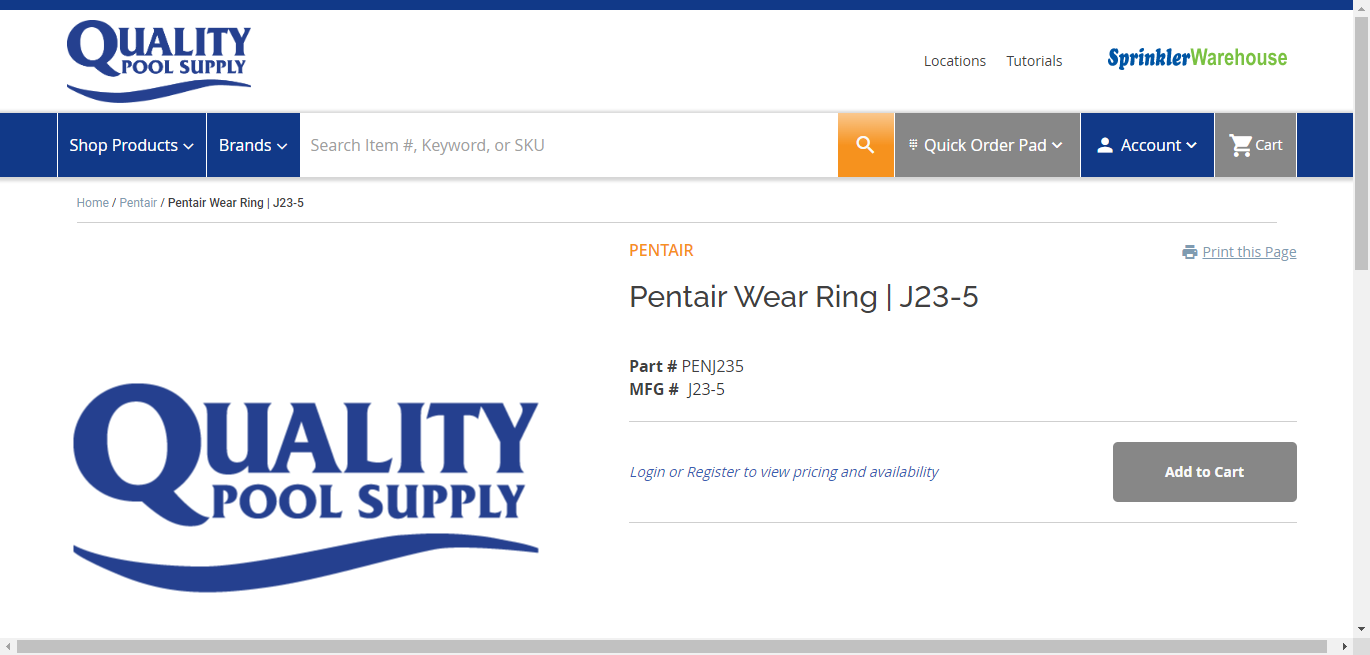 QUALITY
POOL SUPPLY
Locations
Tutorials
SprinklerWarehouse
Shop Products
Brands
Search Item #, Keyword, or SKU
Quick Order Pad
Account
Cart
Home / Pentair / Pentair Wear Ring | J23-5
PENTAIR
Print this Page
Pentair Wear Ring | J23-5
Part # PENJ235
MFG # J23-5
Login or Register to view pricing and availability
Add to Cart
QUALITY
POOL SUPPLY